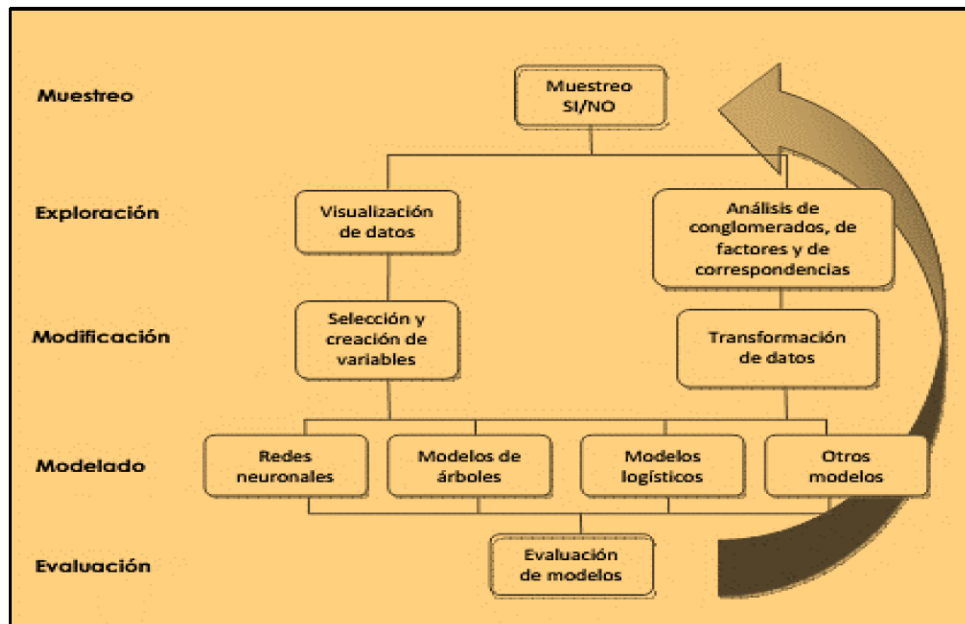 Muestreo
Muestreo
SI/NO
Exploración
Visualización
de datos
Análisis de
conglomerados, de
factores y de
correspondencias
Modificación
Selección y
creación de
variables
Transformación
de datos
Modelado
Redes
neuronales
Modelos de
árboles
Modelos
logísticos
Otros
modelos
Evaluación
Evaluación
de modelos